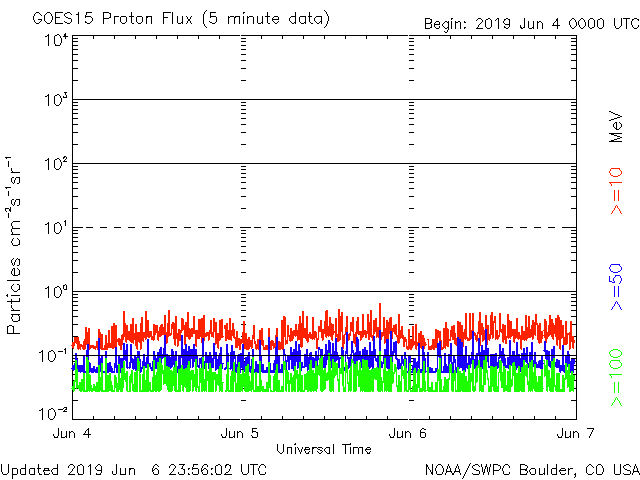 GOES15 Proton Flux (5 minute data)
Begin: 2019 Jun 4 0000 UTC
10⁴
10³
10²
10¹
10⁰
10⁻¹
10⁻²
Particles cm⁻²s⁻¹sr⁻¹
MeV
>=10
>=50
>=100
Jun 4 Jun 5 Jun 6 Jun 7
Universal Time
Updated 2019 Jun 6 23:56:02 UTC
NOAA/SWPC Boulder, CO USA